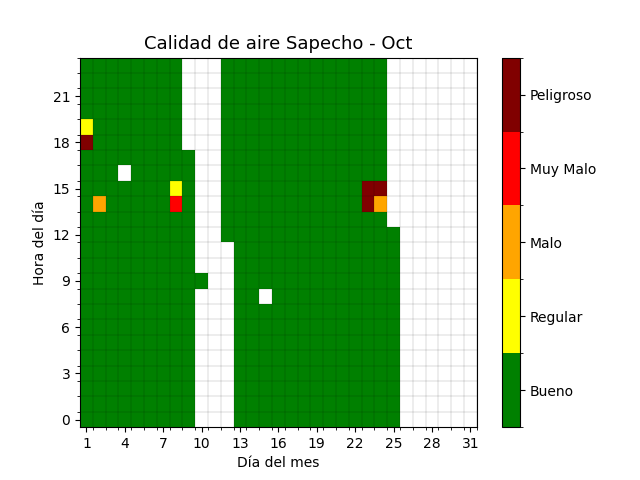 Calidad de aire Sapecho - Oct
21
18
15
12
9
6
3
0
Hora del día
1 4 7 10 13 16 19 22 25 28 31
Día del mes
Peligroso
Muy Malo
Malo
Regular
Bueno